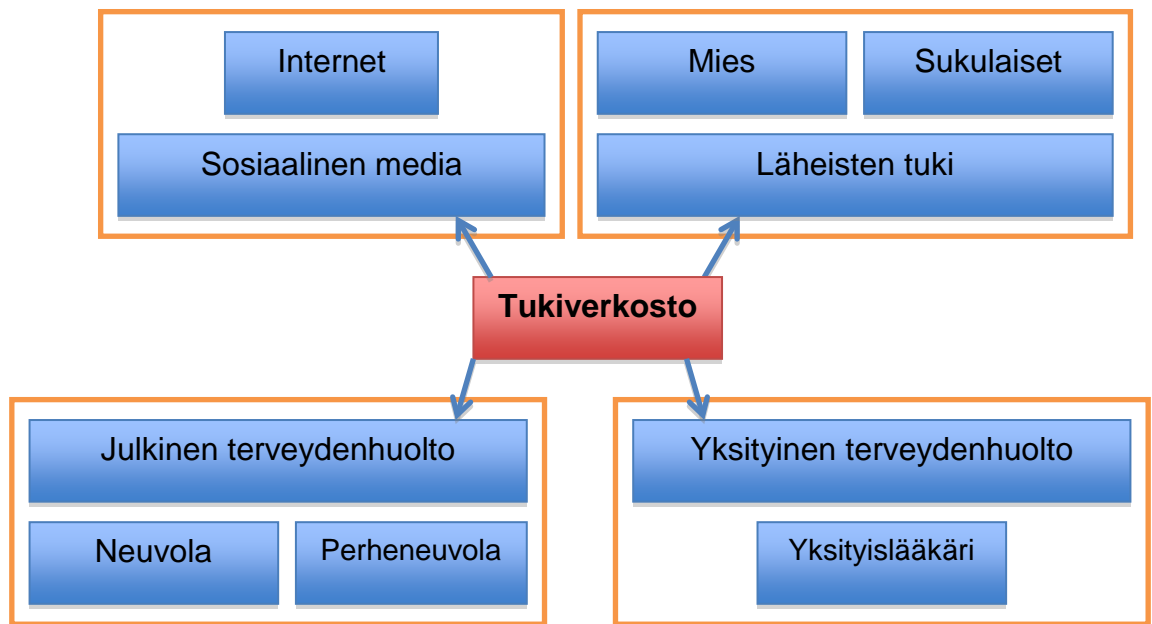 Internet
Mies
Sukulaiset
Sosiaalinen media
Läheisten tuki
Tukiverkosto
Julkinen terveydenhuolto
Yksityinen terveydenhuolto
Neuvola
Perheneuvola
Yksityislääkäri